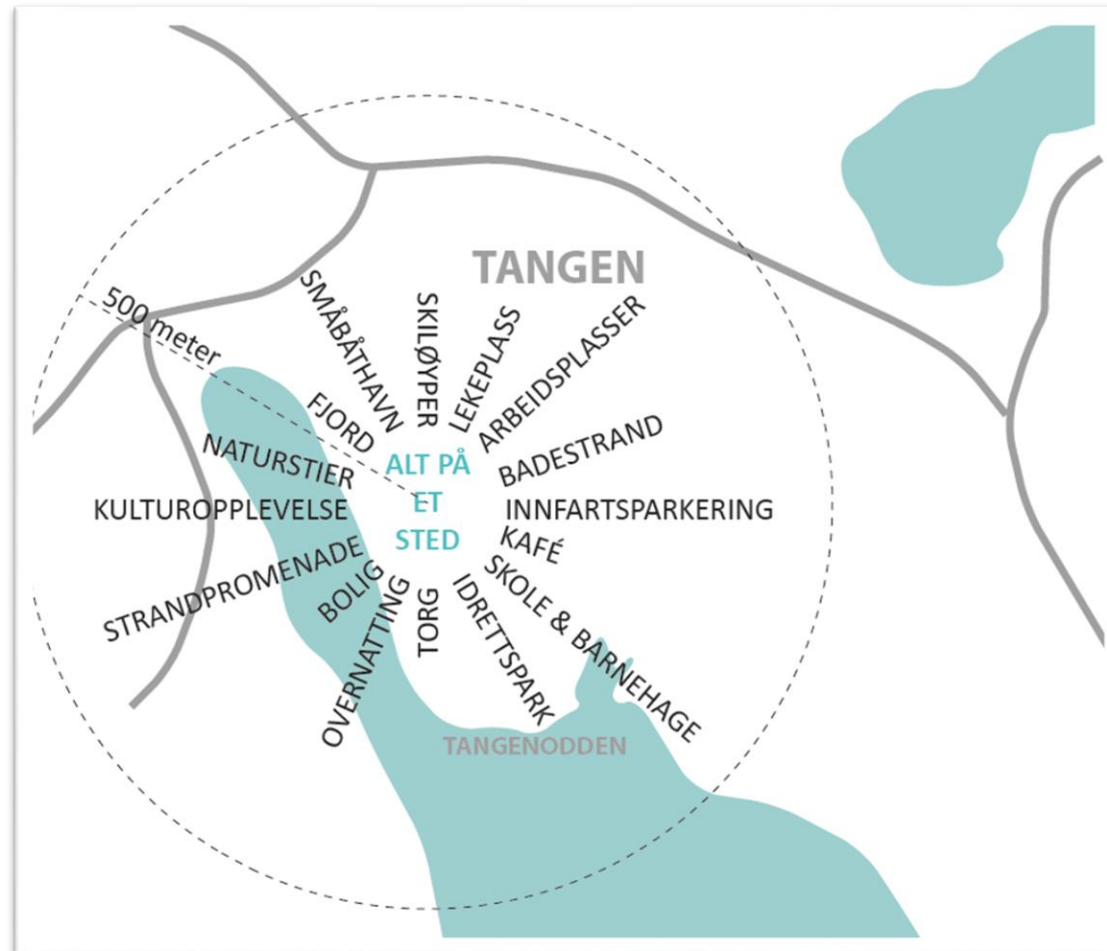 TANGEN
500 meter
SMÅBÅTHAVN
SKILØYPER
LEKEPLASS
ARBEIDSPLASSER
FJORD
BADESTRAND
NATURSTIER
ALT PÅ
ET
STED
KULTUROPPLEVELSE
INNFARTSPARKERING
KAFÉ
STRANDPROMENADE
BOLIG
SKOLE & BARNEHAGE
OVERNATTING
TORG
IDRETTSPARK
TANGENODDEN